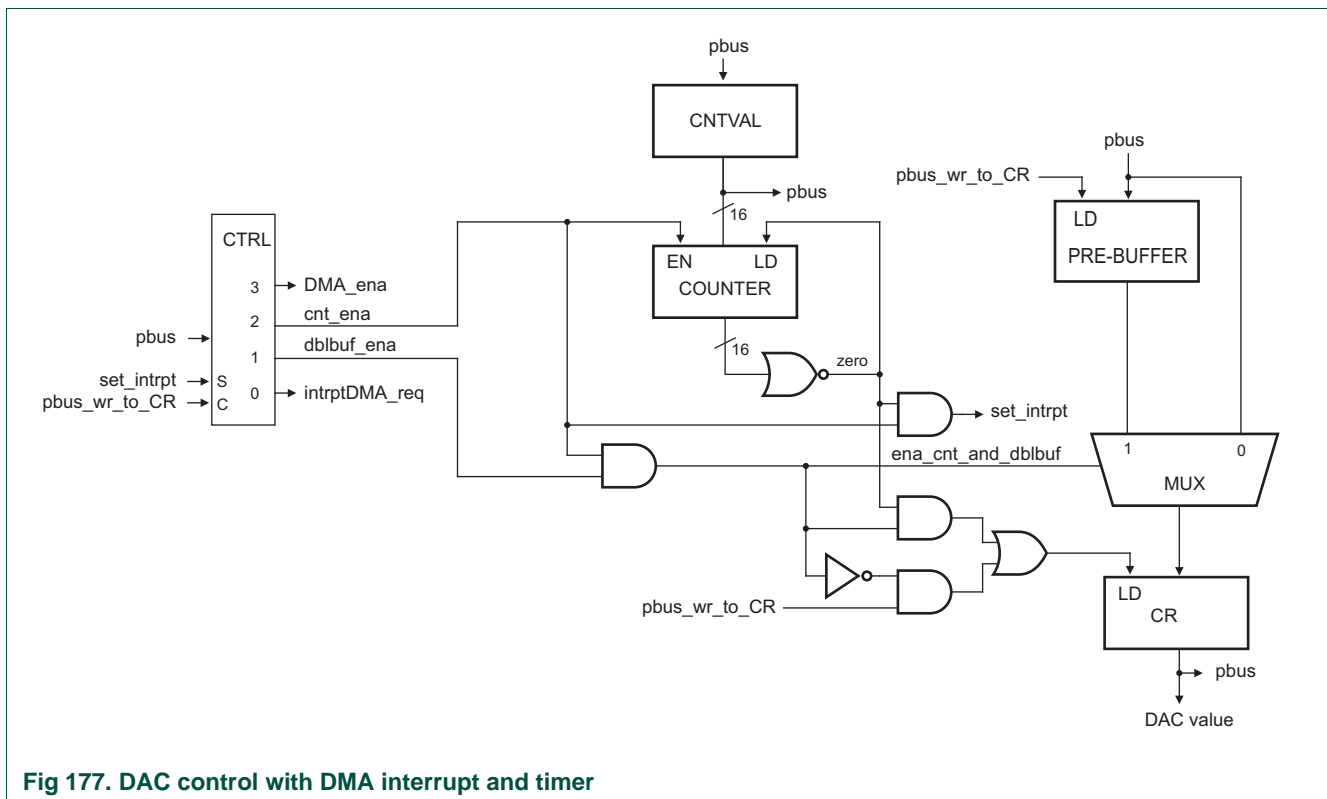 pbus
CNTVAL
pbus
pbus_wr_to_CR
pbus
16
LD
PRE-BUFFER
CTRL
EN LD
COUNTER
3 DMA_ena
2 cnt_ena
pbus
1 dblbuf_ena
16
zero
set_intrpt S
0 intrptDMA_req
pbus_wr_to_CR C
set_intrpt
ena_cnt_and_dblbuf
1 0
MUX
pbus_wr_to_CR
LD
CR
pbus
DAC value
Fig 177. DAC control with DMA interrupt and timer